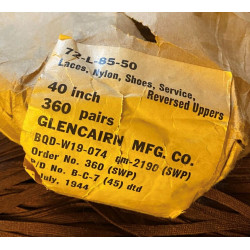 72-L-85-50
Laces, Nylon, Shoes, Service,
Reversed Uppers
40 inch
360 pairs
GLENCAIRN MFG. CO.
BQD-W19-074 qm-2190 (SWP)
Order No. 360 (SWP)
P/D No. B-C-7 (45) dtd
July, 1944